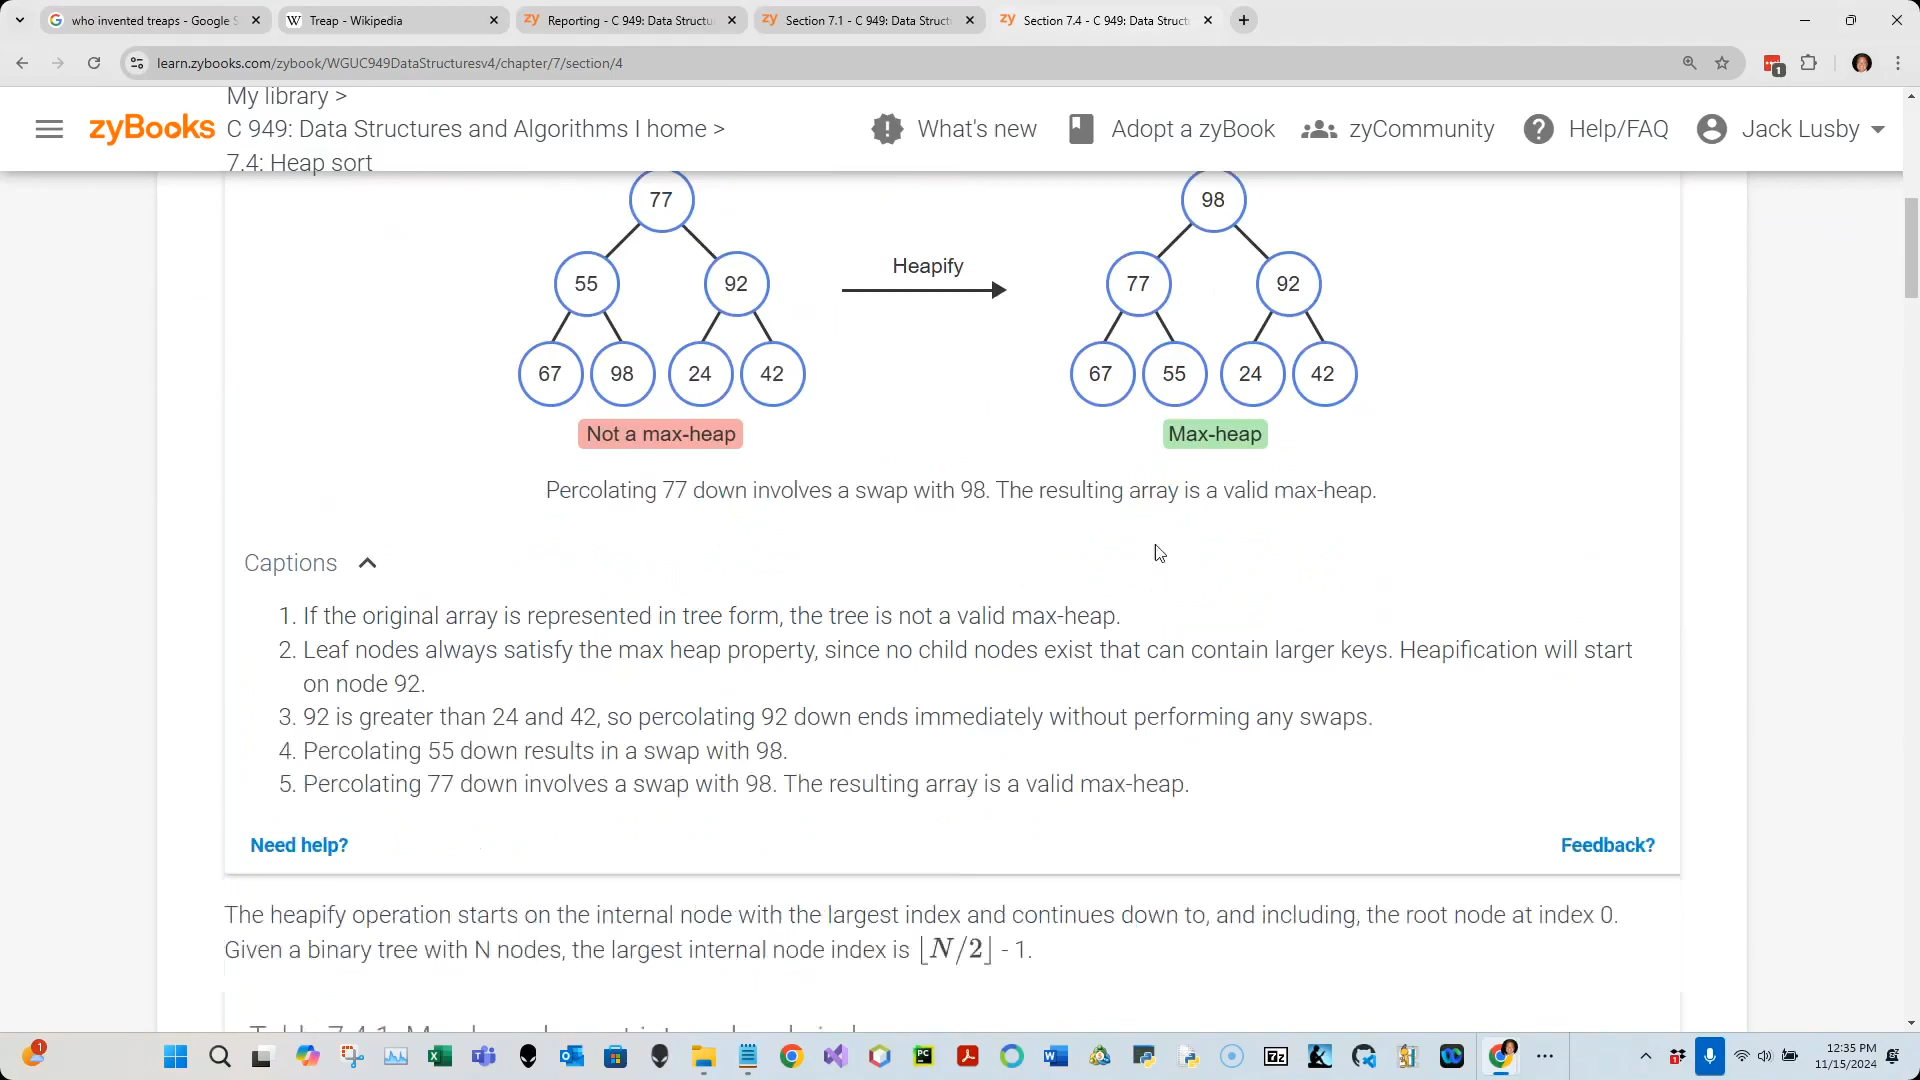 who invented treaps - Google S
Treap - Wikipedia
zy Reporting - C 949: Data Structu
zy Section 7.1 - C 949: Data Struct
zy Section 7.4 - C 949: Data Struct
learn.zybooks.com/zybook/WGUC949DataStructuresv4/chapter/7/section/4
1
My library >
zyBooks
C 949: Data Structures and Algorithms I home >
7.4: Heap sort
What's new
Adopt a zyBook
zyCommunity
Help/FAQ
Jack Lusby
77
98
55
92
Heapify
77
92
67
98
24
42
67
55
24
42
Not a max-heap
Max-heap
Percolating 77 down involves a swap with 98. The resulting array is a valid max-heap.
Captions
1. If the original array is represented in tree form, the tree is not a valid max-heap.
2. Leaf nodes always satisfy the max heap property, since no child nodes exist that can contain larger keys. Heapification will start
on node 92.
3. 92 is greater than 24 and 42, so percolating 92 down ends immediately without performing any swaps.
4. Percolating 55 down results in a swap with 98.
5. Percolating 77 down involves a swap with 98. The resulting array is a valid max-heap.
Need help?
Feedback?
The heapify operation starts on the internal node with the largest index and continues down to, and including, the root node at index 0.
Given a binary tree with N nodes, the largest internal node index is ⌊N/2⌋ - 1.
12:35 PM
11/15/2024